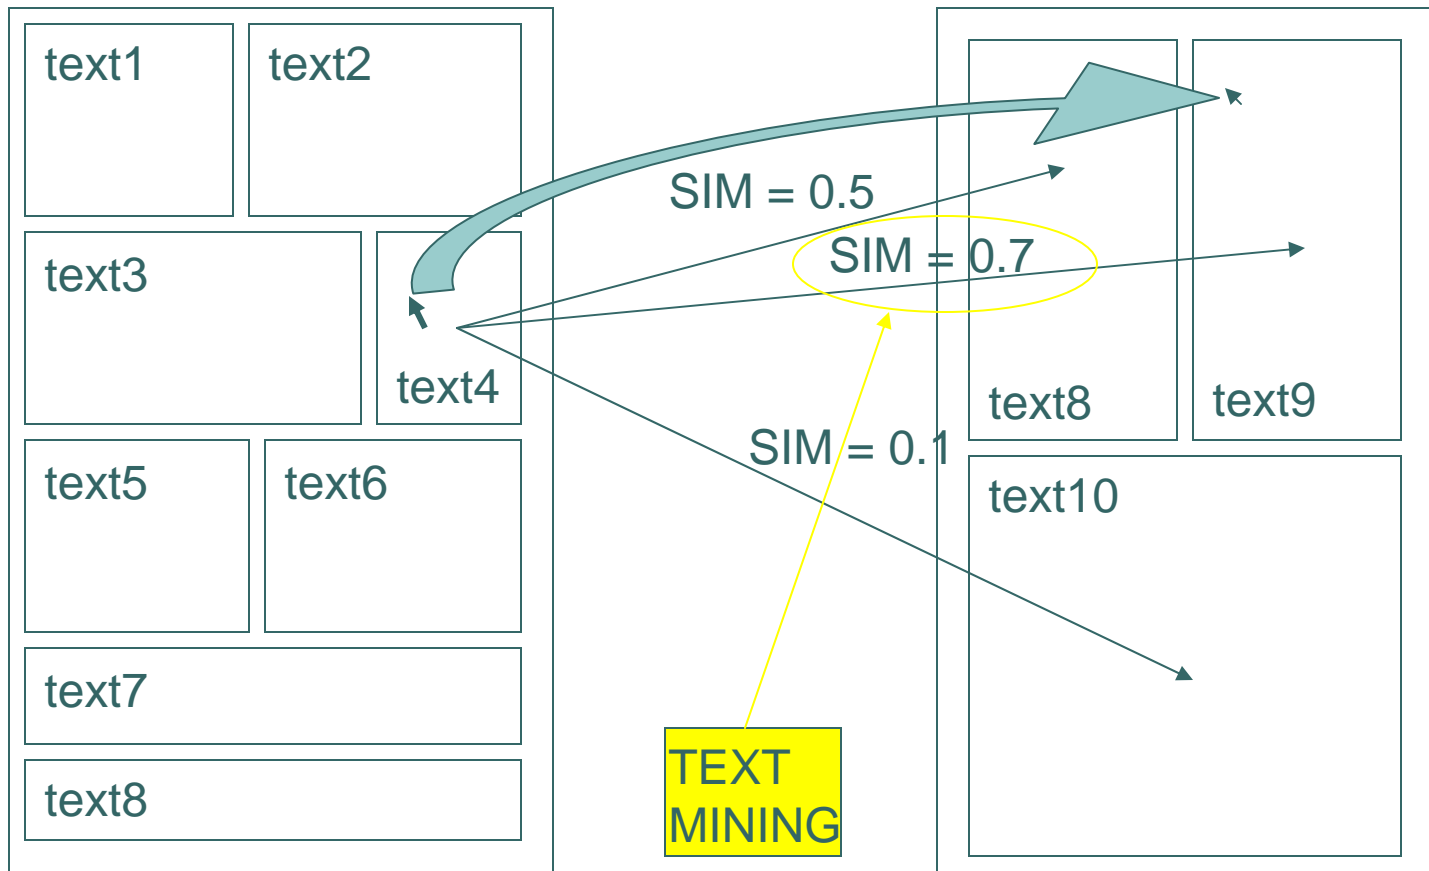 text1
text2
text3
text4
text5
text6
text7
text8
SIM = 0.5
SIM = 0.7
SIM = 0.1
TEXT
MINING
text8
text9
text10